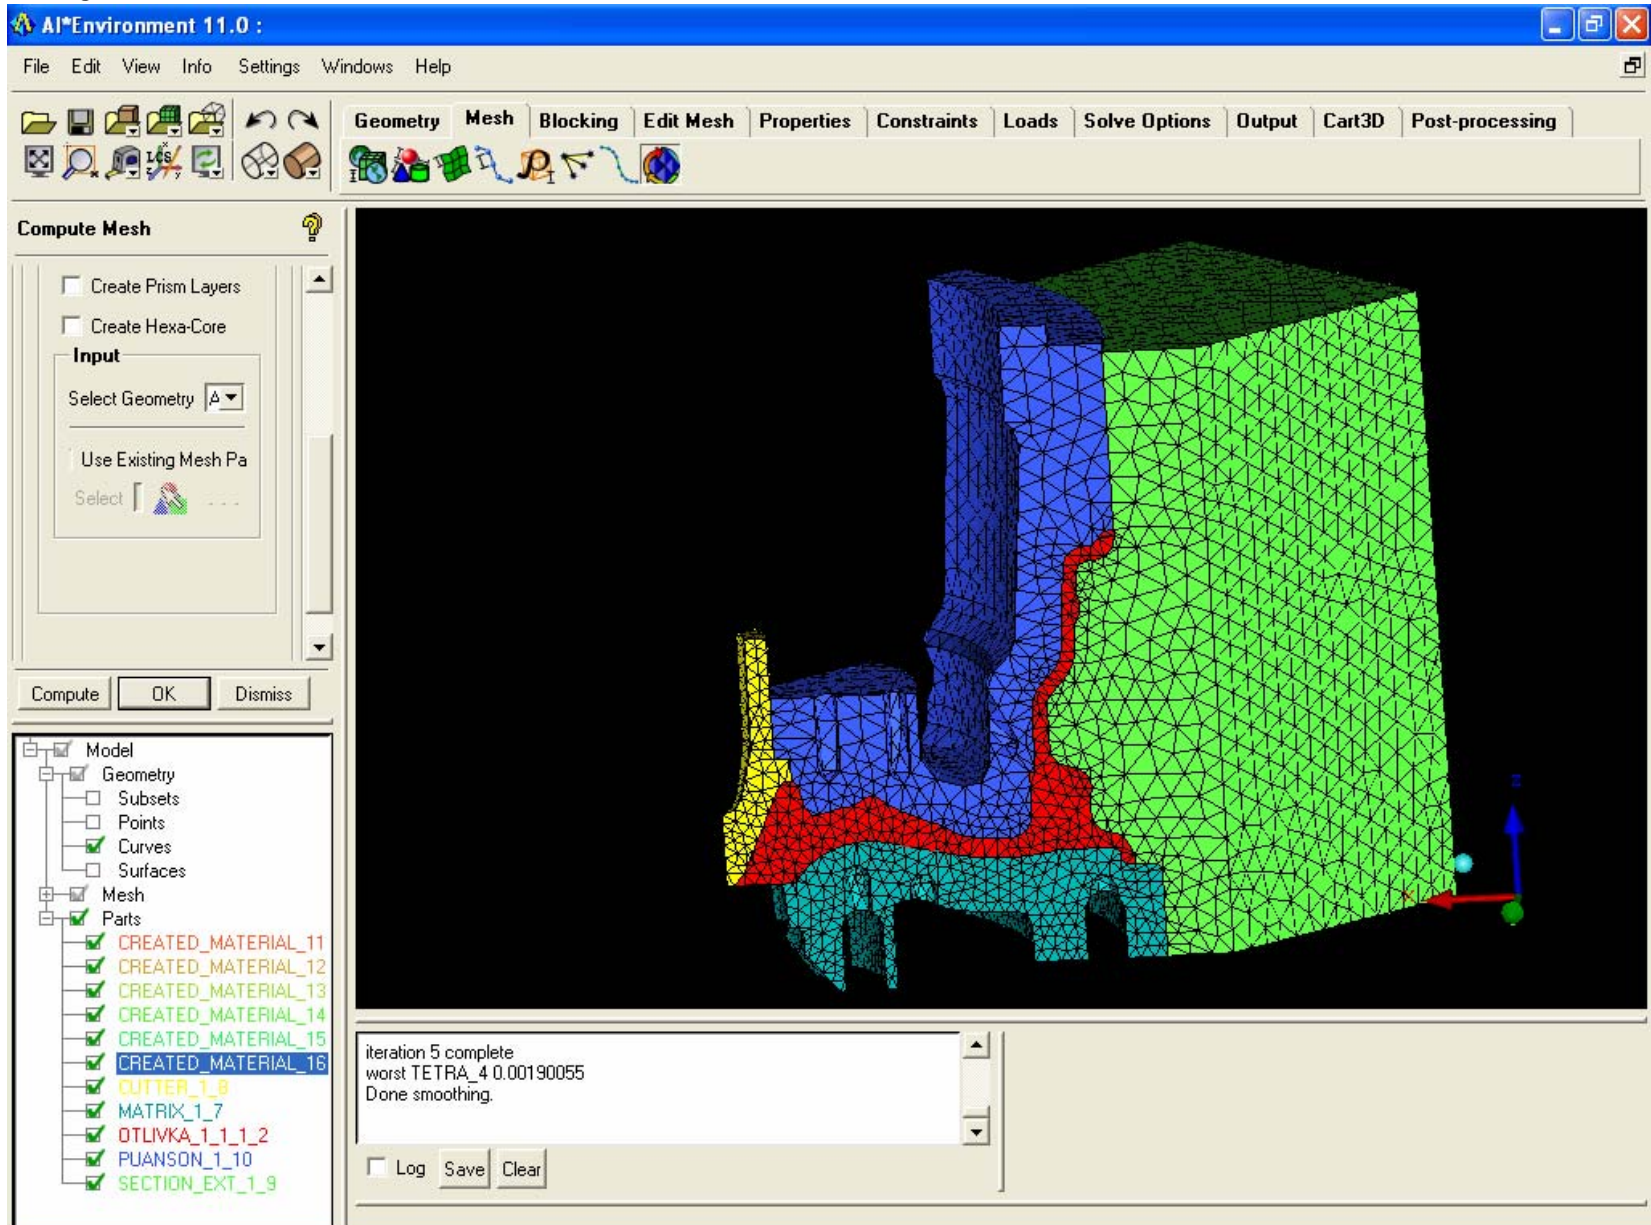 AI*Environment 11.0 :
File Edit View Info Settings Windows Help
Geometry Mesh Blocking Edit Mesh Properties Constraints Loads Solve Options Output Cart3D Post-processing
LCS
Compute Mesh
Create Prism Layers
Create Hexa-Core
Input
Select Geometry A
Use Existing Mesh Pa
Select ...
Compute OK Dismiss
Model
Geometry
Subsets
Points
Curves
Surfaces
Mesh
Parts
CREATED_MATERIAL_11
CREATED_MATERIAL_12
CREATED_MATERIAL_13
CREATED_MATERIAL_14
CREATED_MATERIAL_15
CREATED_MATERIAL_16
CUTTER_1_8
MATRIX_1_7
OTLIVKA_1_1_1_2
PUANSON_1_10
SECTION_EXT_1_9
Z
X
iteration 5 complete
worst TETRA_4 0.00190055
Done smoothing.
Log Save Clear